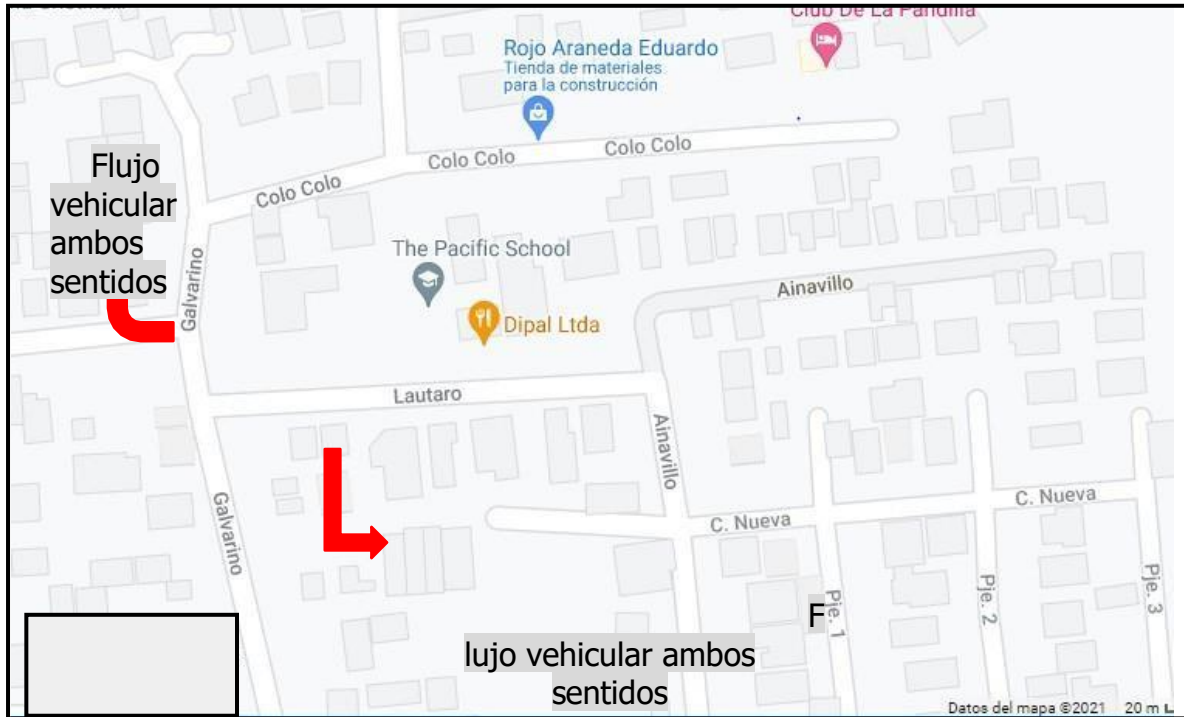 Club De La Pandilla
Rojo Araneda Eduardo
Tienda de materiales
para la construcción
Colo Colo
Colo Colo
Colo Colo
Flujo
vehicular
ambos
sentidos
The Pacific School
Galvarino
Ainavillo
Dipal Ltda
Lautaro
Ainavillo
Galvarino
C. Nueva
C. Nueva
Pje. 1
Pje. 2
Pje. 3
F
lujo vehicular ambos
sentidos
Datos del mapa ©2021 20 m